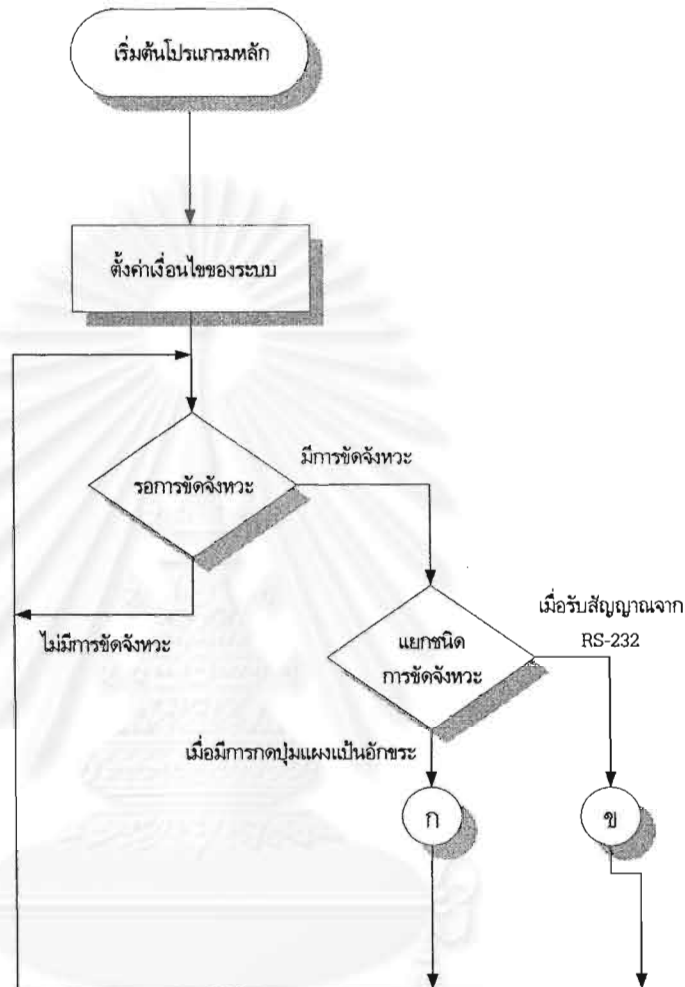 เริ่มต้นโปรแกรมหลัก
ตั้งค่าเงื่อนไขของระบบ
มีการขัดจังหวะ
รอการขัดจังหวะ
เมื่อรับสัญญาณจาก
RS-232
ไม่มีการขัดจังหวะ
แยกชนิด
การขัดจังหวะ
เมื่อมีการกดปุ่มแผงแป้นอักขระ
ก
ข